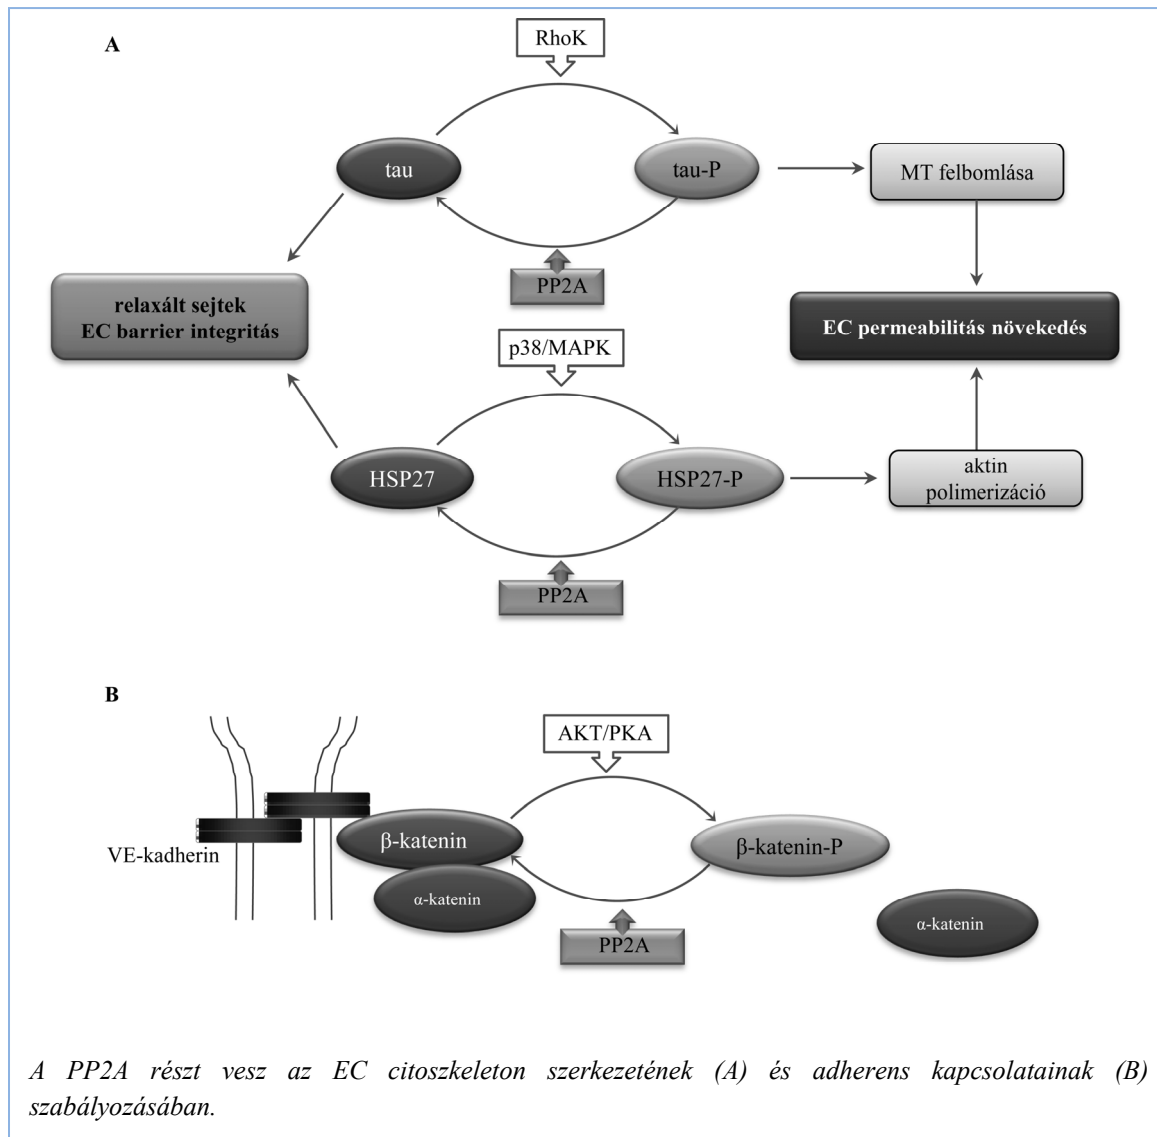 A
RhoK
tau
tau-P
MT felbomlása
PP2A
relaxált sejtek
EC barrier integritás
EC permeabilitás növekedés
p38/MAPK
HSP27
HSP27-P
aktin
polimerizáció
PP2A
B
AKT/PKA
β-katenin
β-katenin-P
VE-kadherin
α-katenin
α-katenin
PP2A
A PP2A részt vesz az EC citoszkeleton szerkezetének (A) és adherens kapcsolatainak (B)
szabályozásában.